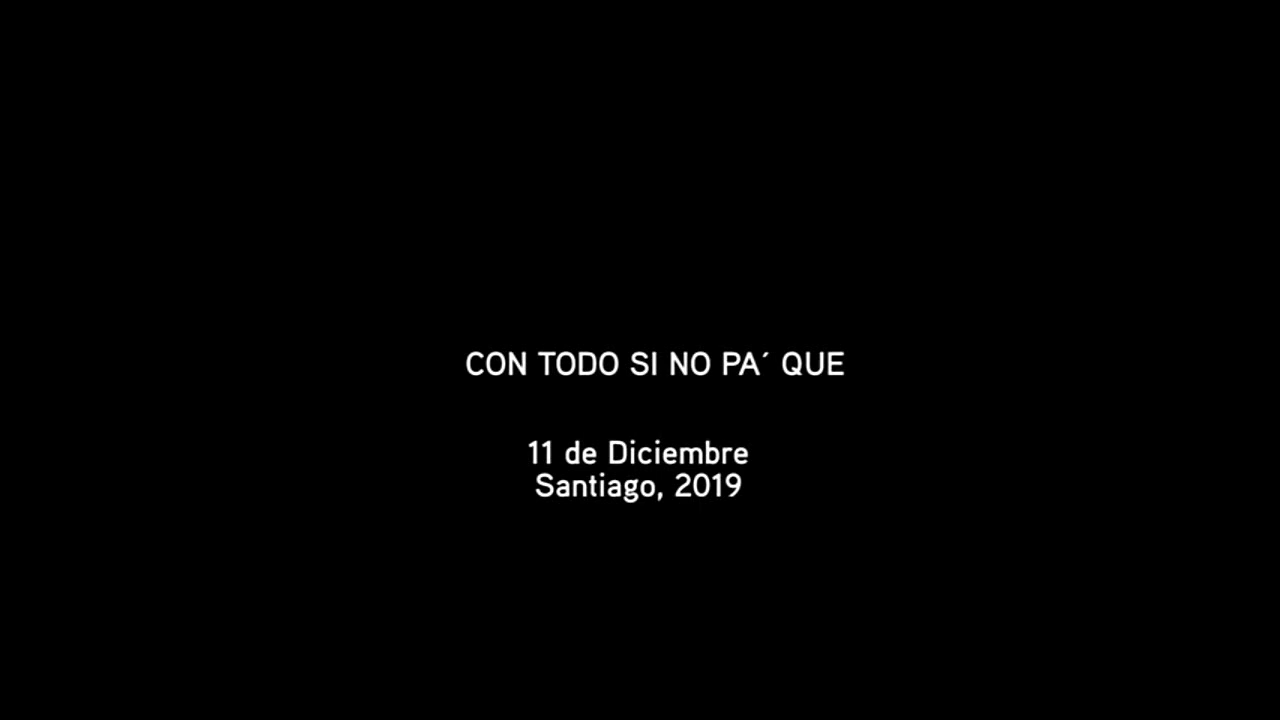 CON TODO SI NO PA´ QUE
11 de Diciembre
Santiago, 2019